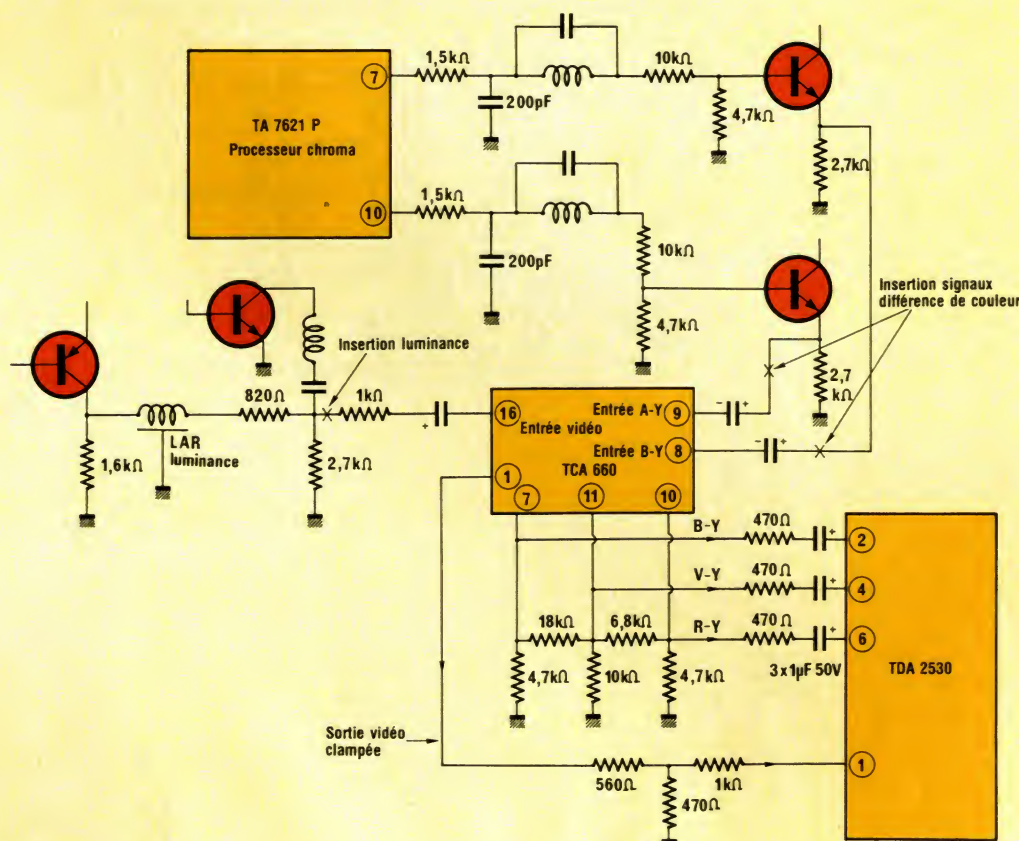 1,5kΩ
10kΩ
7
200pF
4,7kΩ
TA 7621 P
Processeur chroma
2,7kΩ
1,5kΩ
10
200pF
10kΩ
4,7kΩ
Insertion signaux
différence de couleur
Insertion luminance
2,7
kΩ
820Ω
1kΩ
+
16
Entrée vidéo
Entrée A-Y
9
- +
LAR
luminance
1,6kΩ
2,7kΩ
Entrée B-Y
8
- +
TCA 660
1
7
11
10
B-Y
470Ω
+
2
V-Y
470Ω
+
4
18kΩ
6,8kΩ
R-Y
470Ω
+
6
3x1µF 50V
TDA 2530
4,7kΩ
10kΩ
4,7kΩ
Sortie vidéo
clampée
560Ω
1kΩ
1
470Ω